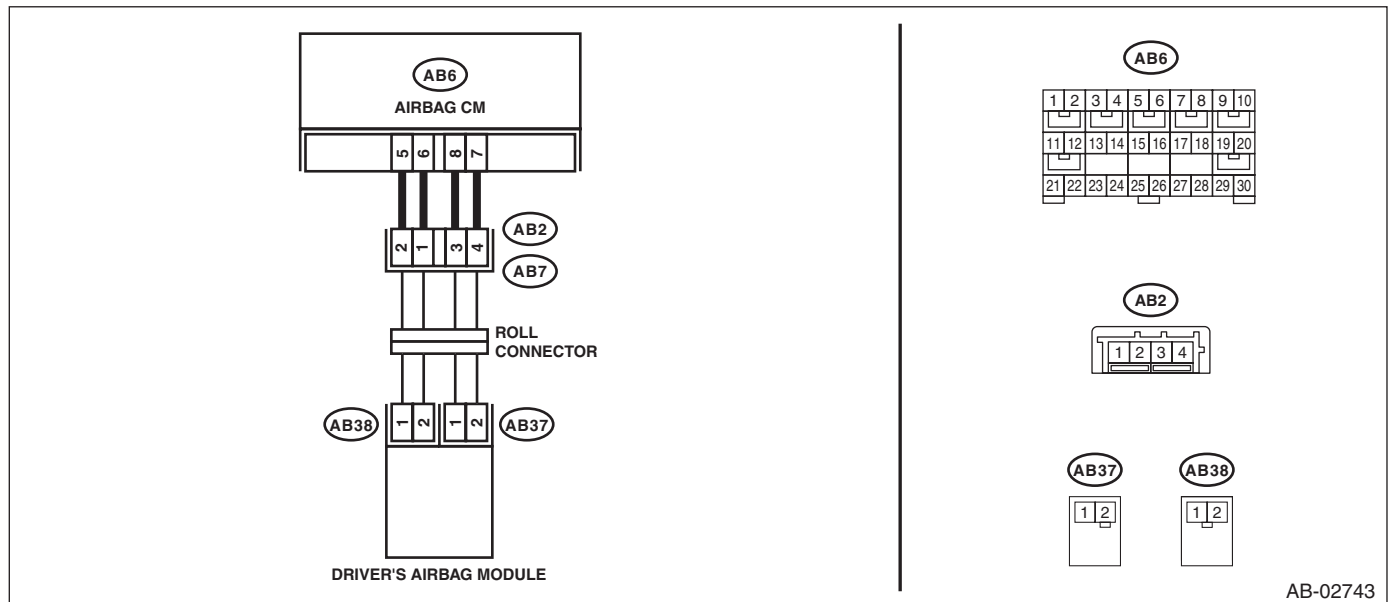 AB6
AIRBAG CM
5 6 8 7
2 1 3 4
AB2
AB7
ROLL
CONNECTOR
AB38
1 2 1 2
AB37
DRIVER'S AIRBAG MODULE
AB6
1 2 3 4 5 6 7 8 9 10
11 12 13 14 15 16 17 18 19 20
21 22 23 24 25 26 27 28 29 30
AB2
1 2 3 4
AB37
1 2
AB38
1 2
AB-02743